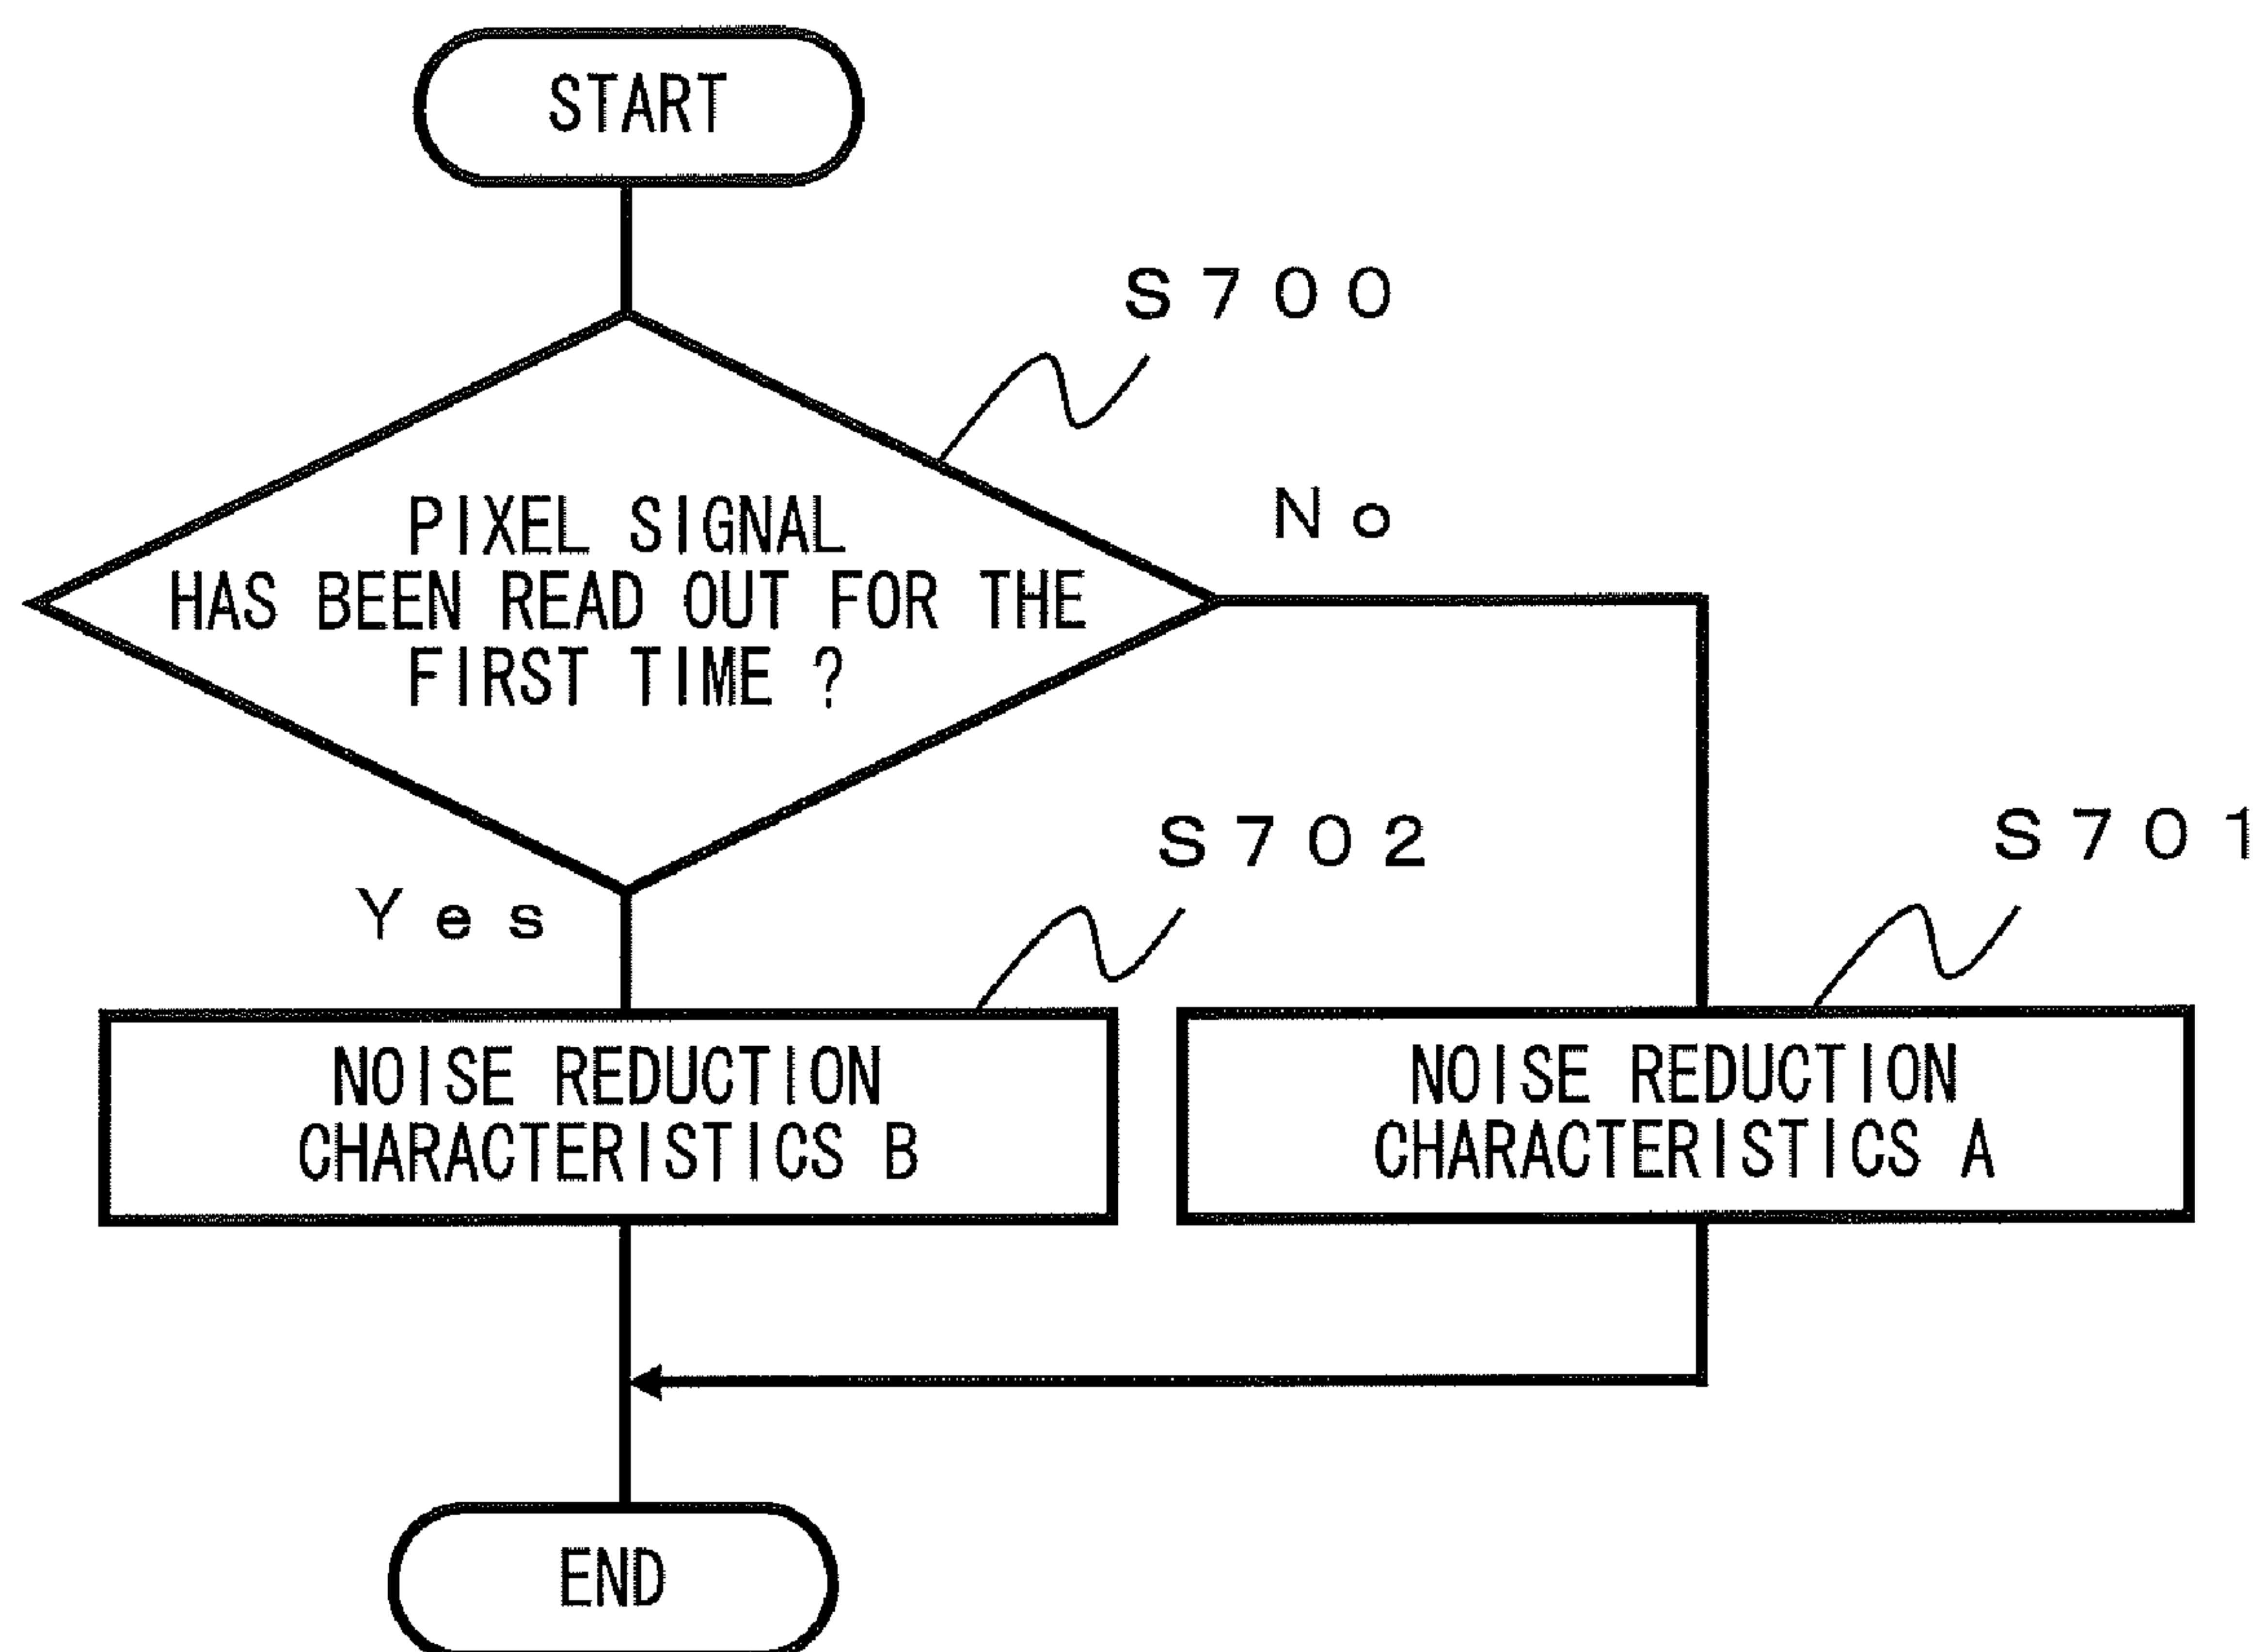 START
S700
PIXEL SIGNAL
HAS BEEN READ OUT FOR THE
FIRST TIME ?
No
Yes
S702
S701
NOISE REDUCTION
CHARACTERISTICS B
NOISE REDUCTION
CHARACTERISTICS A
END